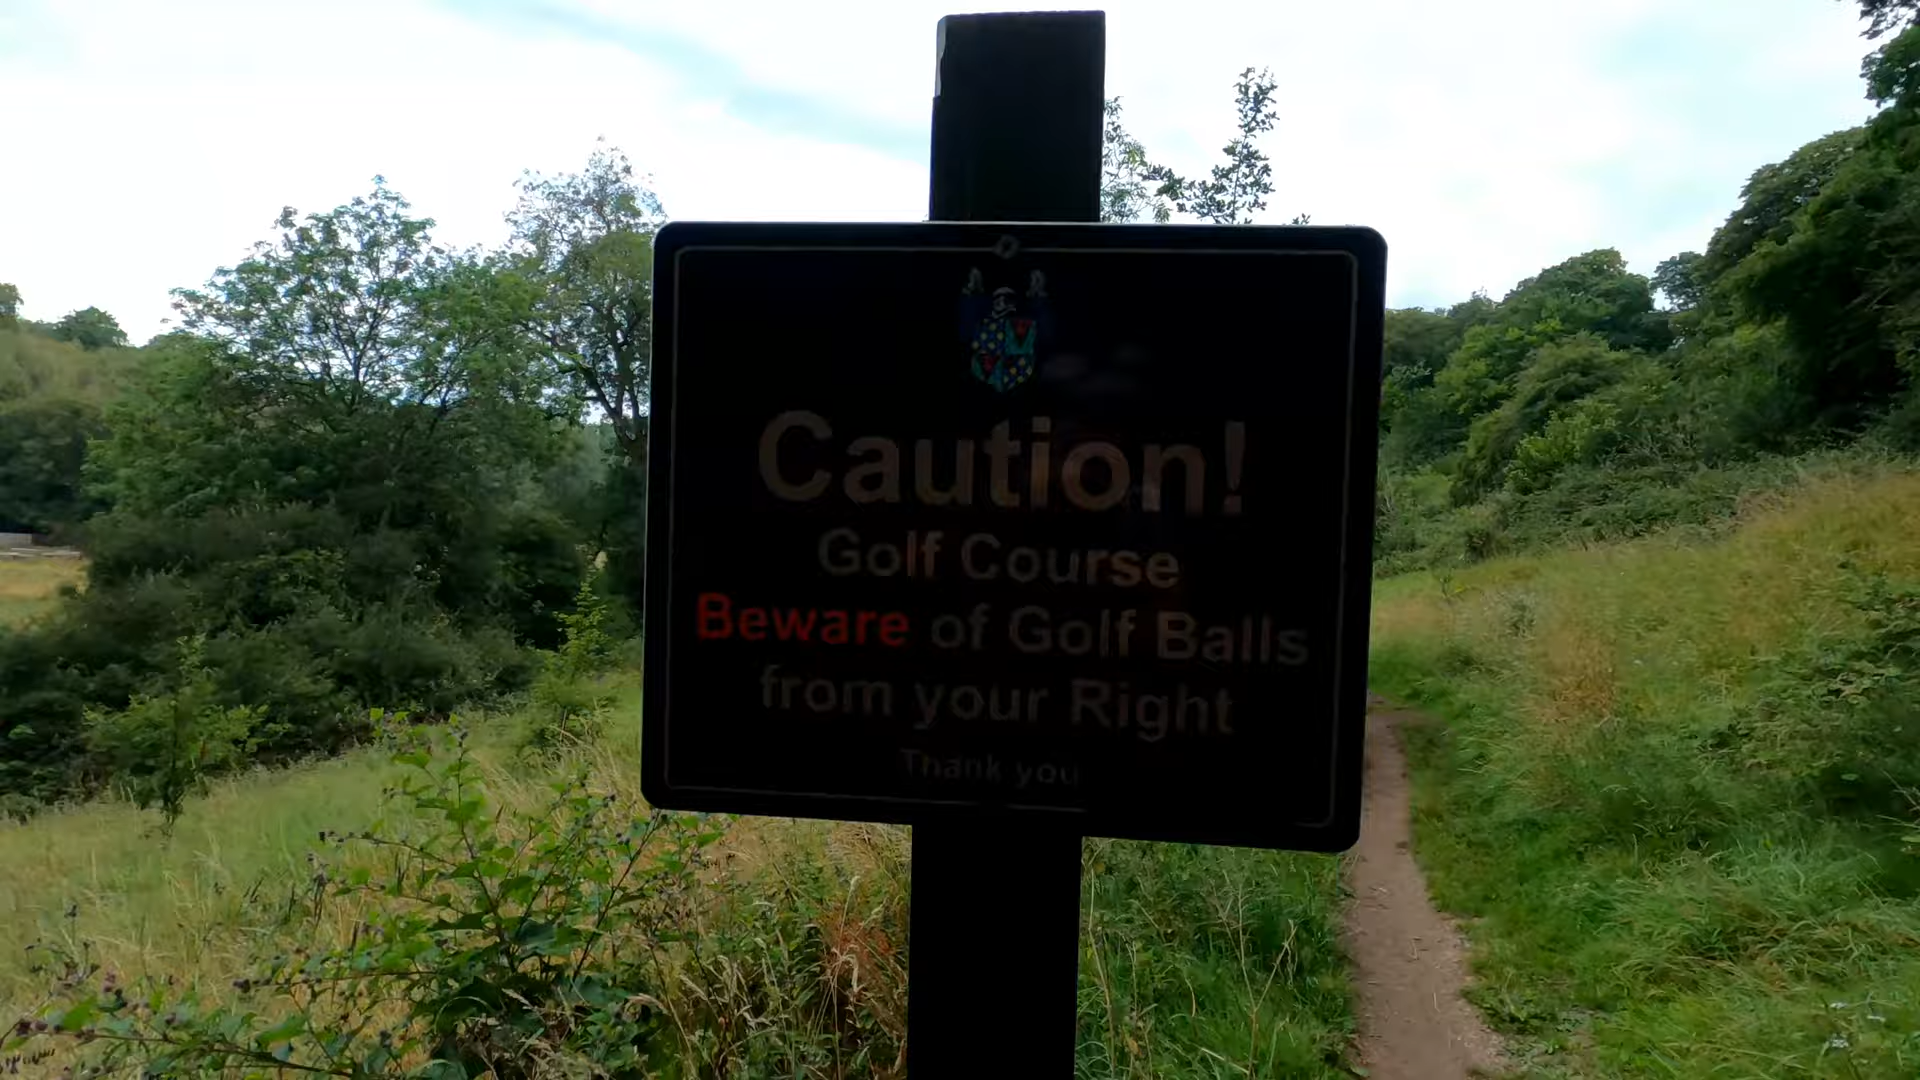 Caution!
Golf Course
Beware of Golf Balls
from your Right
Thank you